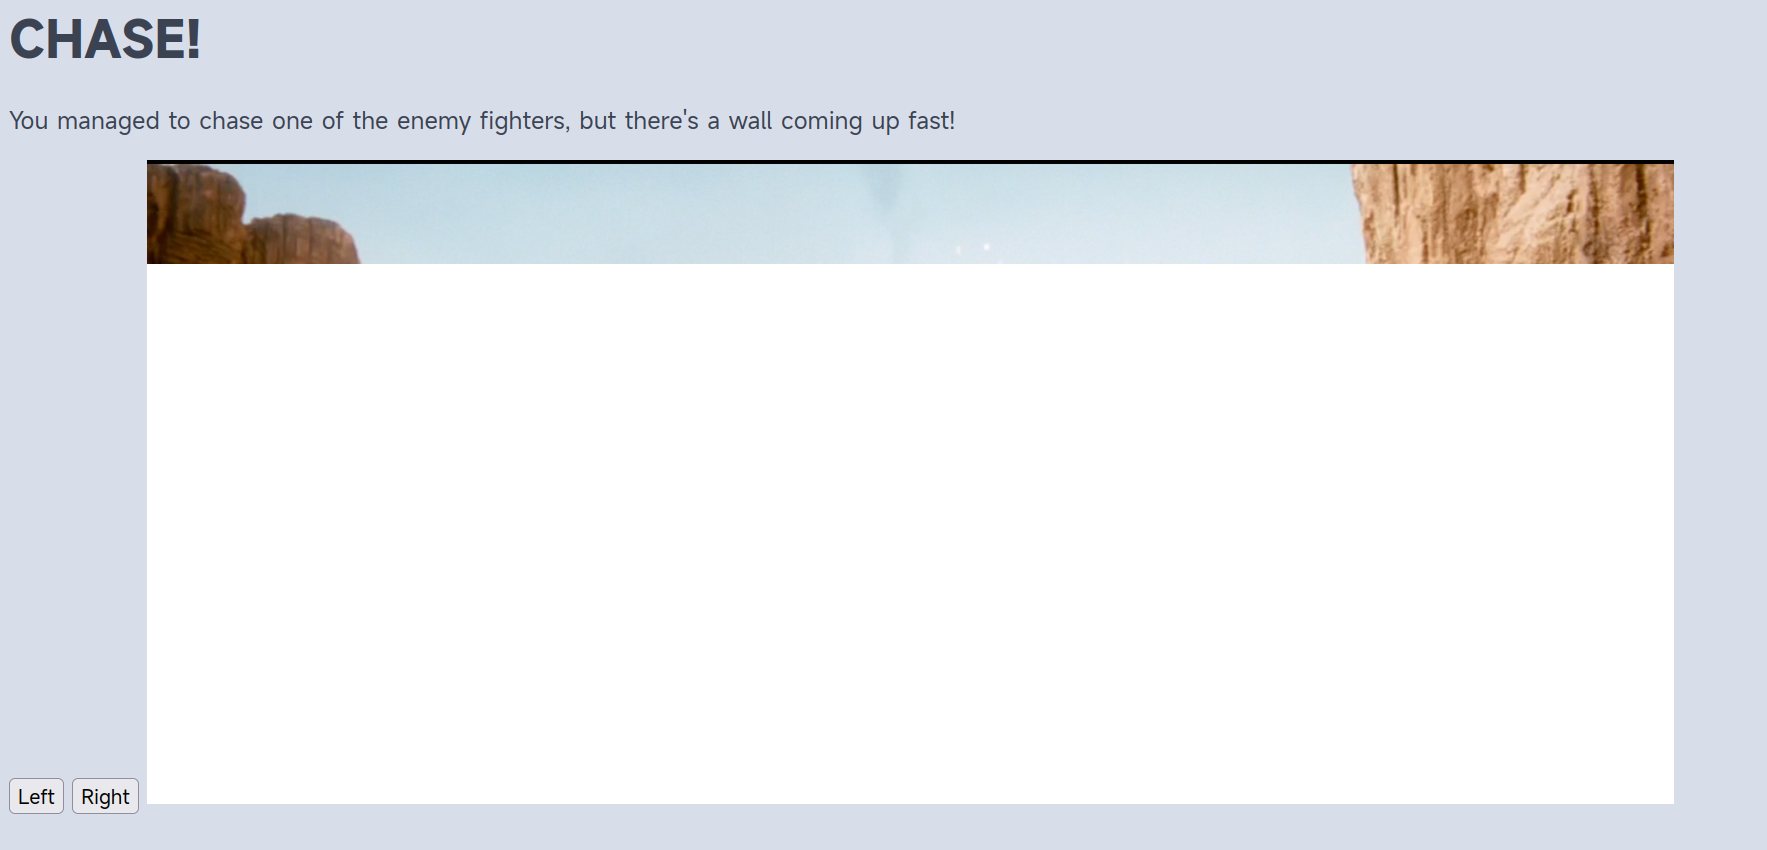 CHASE!
You managed to chase one of the enemy fighters, but there's a wall coming up fast!
Left Right